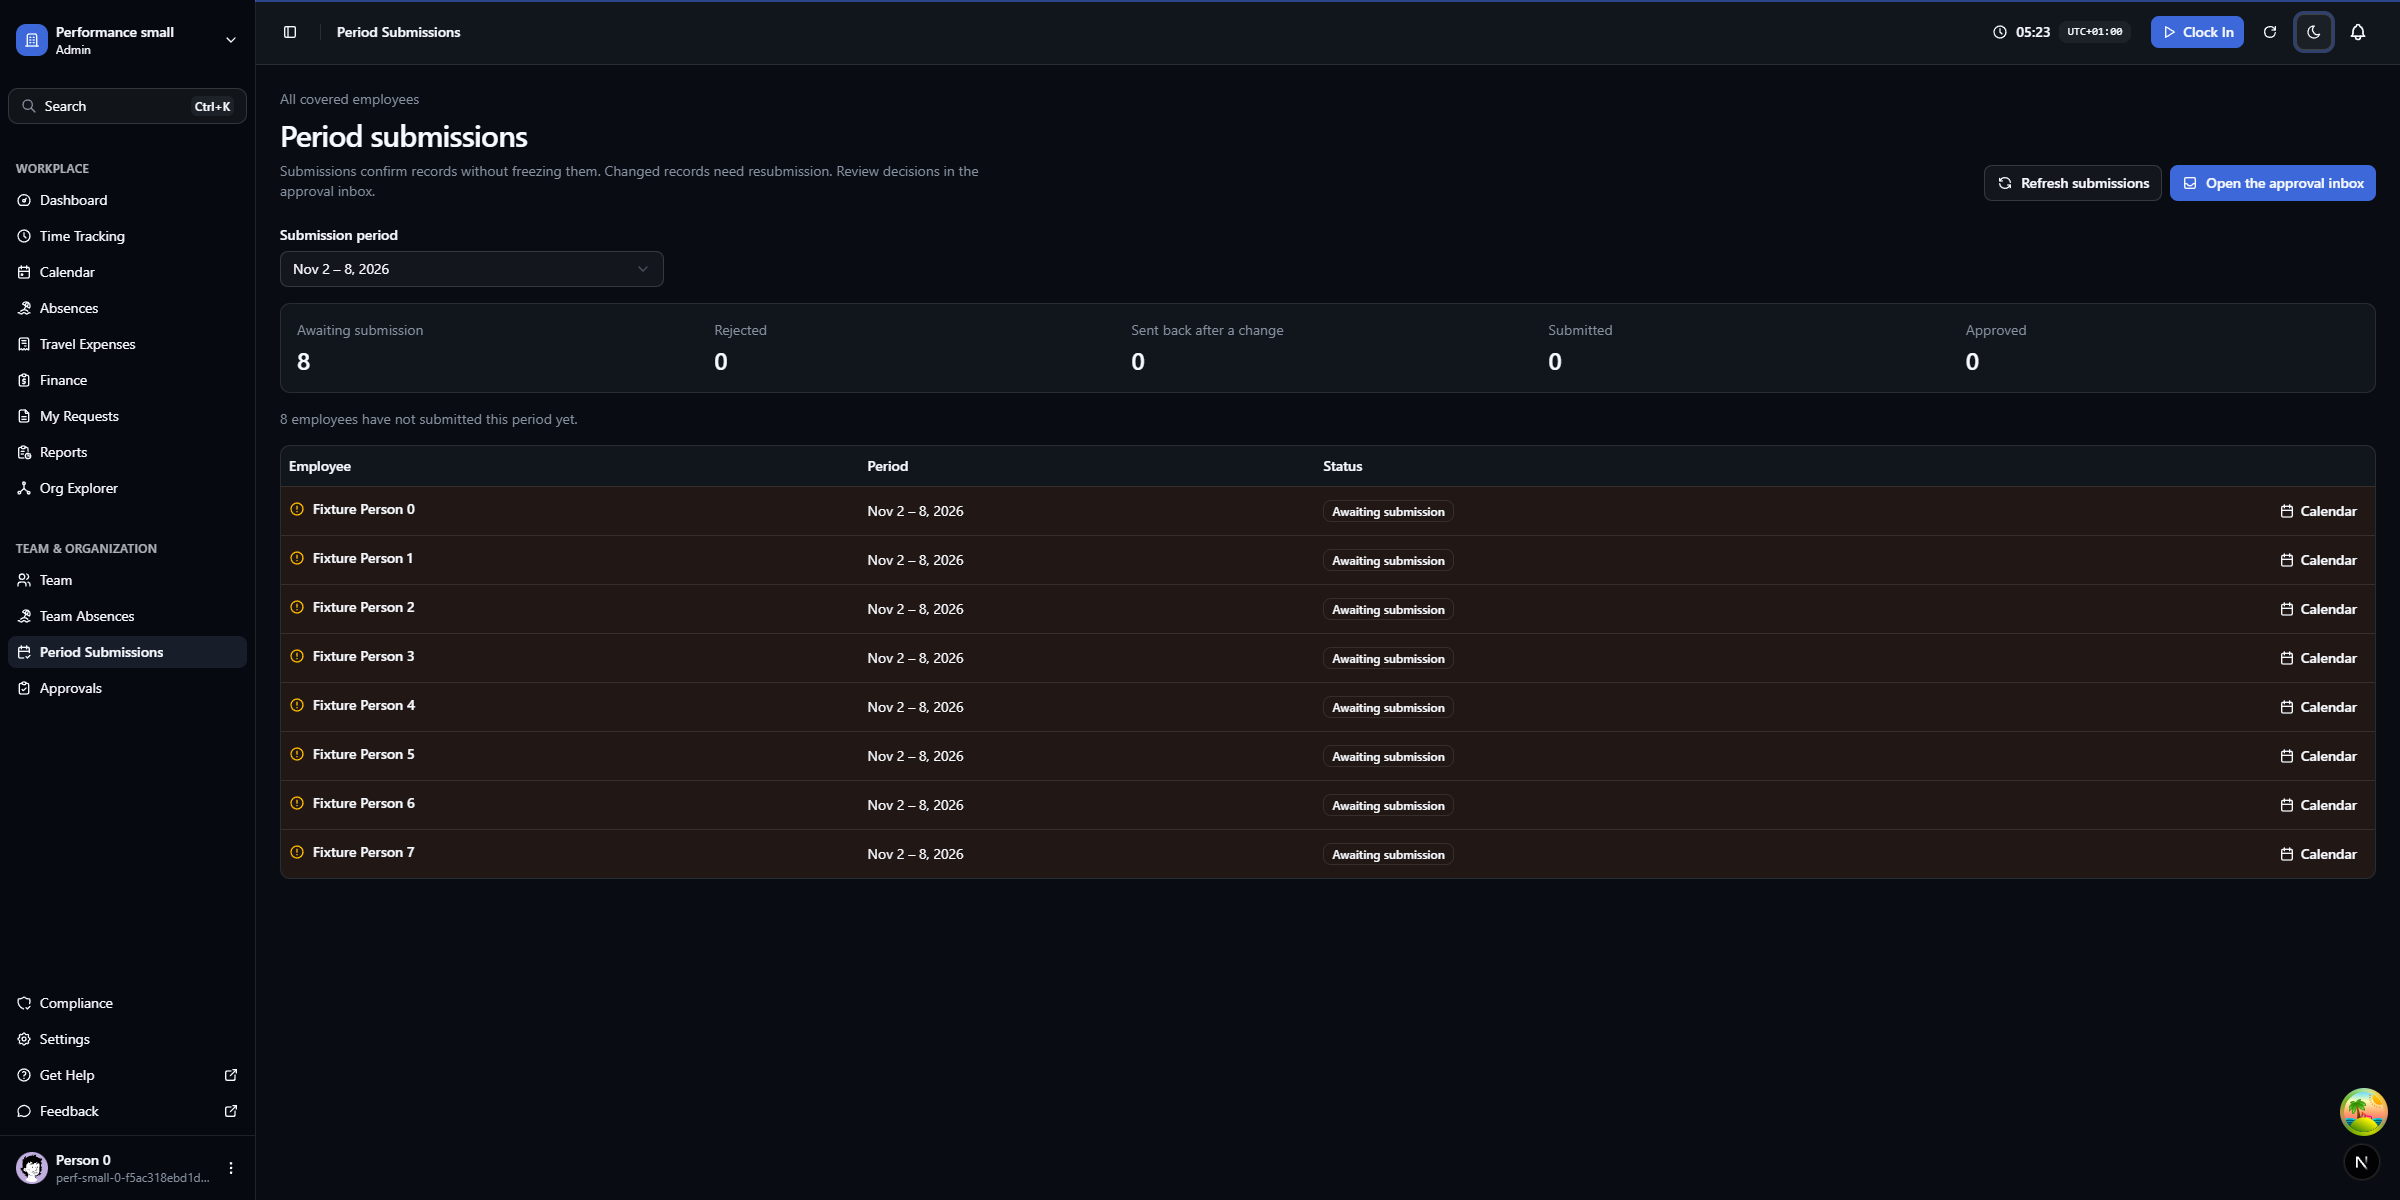 Performance small
Admin
Search
Ctrl+K
WORKPLACE
Dashboard
Time Tracking
Calendar
Absences
Travel Expenses
Finance
My Requests
Reports
Org Explorer
TEAM & ORGANIZATION
Team
Team Absences
Period Submissions
Approvals
Compliance
Settings
Get Help
Feedback
Person 0
perf-small-0-f5ac318ebd1d...
Period Submissions
05:23
UTC+01:00
Clock In
All covered employees
Period submissions
Submissions confirm records without freezing them. Changed records need resubmission. Review decisions in the
approval inbox.
Refresh submissions
Open the approval inbox
Submission period
Nov 2 – 8, 2026
Awaiting submission
8
Rejected
0
Sent back after a change
0
Submitted
0
Approved
0
8 employees have not submitted this period yet.
Employee Period Status
Fixture Person 0 Nov 2 – 8, 2026 Awaiting submission Calendar
Fixture Person 1 Nov 2 – 8, 2026 Awaiting submission Calendar
Fixture Person 2 Nov 2 – 8, 2026 Awaiting submission Calendar
Fixture Person 3 Nov 2 – 8, 2026 Awaiting submission Calendar
Fixture Person 4 Nov 2 – 8, 2026 Awaiting submission Calendar
Fixture Person 5 Nov 2 – 8, 2026 Awaiting submission Calendar
Fixture Person 6 Nov 2 – 8, 2026 Awaiting submission Calendar
Fixture Person 7 Nov 2 – 8, 2026 Awaiting submission Calendar
N